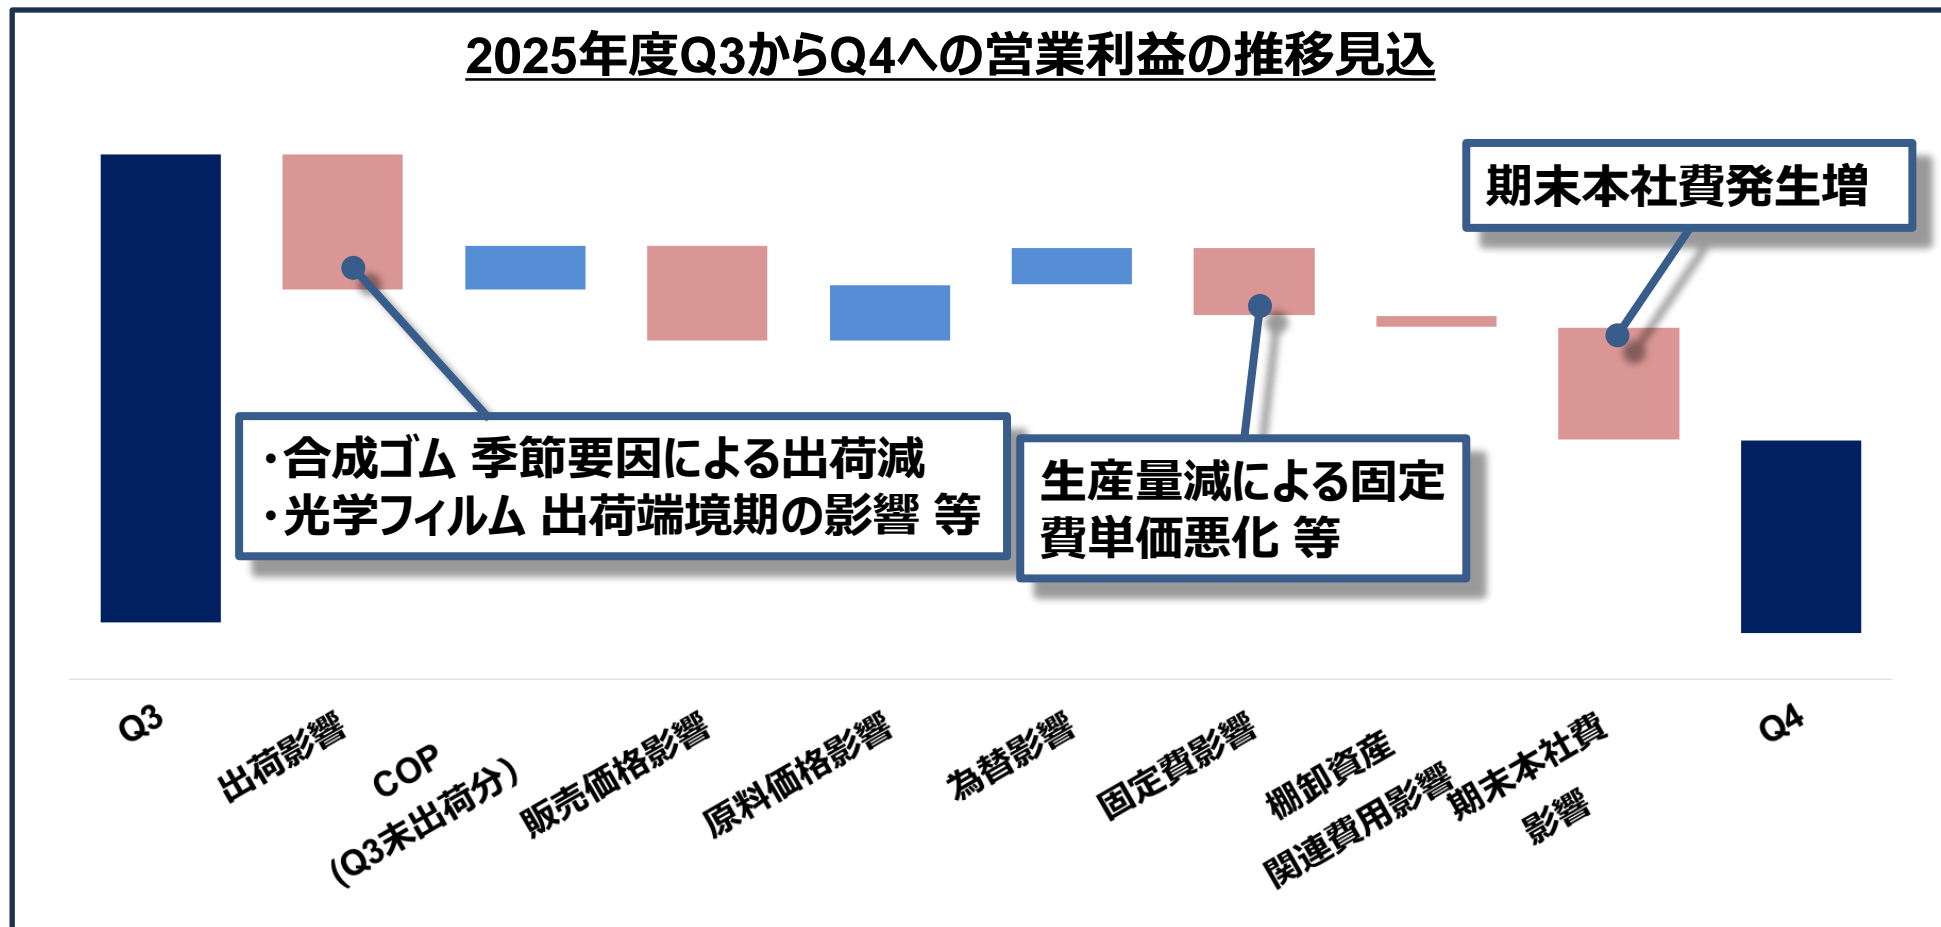 2025年度Q3からQ4への営業利益の推移見込
期末本社費発生増
・合成ゴム 季節要因による出荷減
・光学フィルム 出荷端境期の影響 等
生産量減による固定
費単価悪化 等
Q3
出荷影響
COP
(Q3末出荷分)
販売価格影響
原料価格影響
為替影響
固定費影響
棚卸資産
関連費用影響
期末本社費
影響
Q4